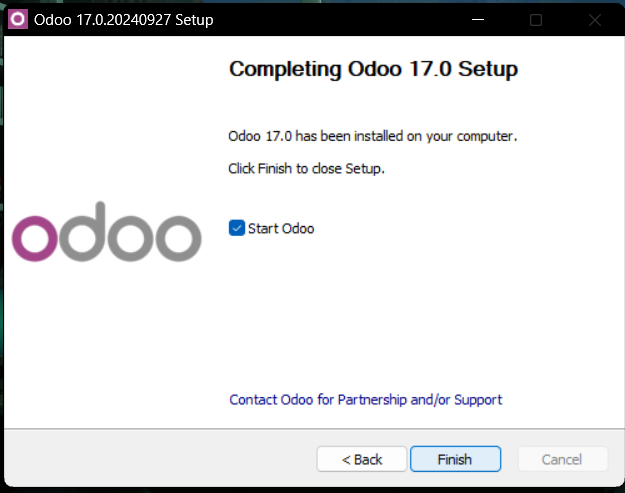 Odoo 17.0.20240927 Setup
Completing Odoo 17.0 Setup
Odoo 17.0 has been installed on your computer.
Click Finish to close Setup.
odoo
Start Odoo
Contact Odoo for Partnership and/or Support
< Back
Finish
Cancel